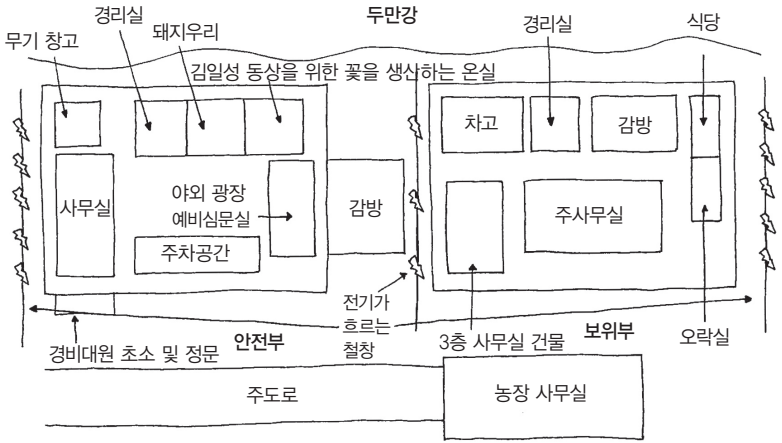 두만강
경리실
돼지우리
무기 창고
김일성 동상을 위한 꽃을 생산하는 온실
경리실
식당
차고
감방
사무실
야외 광장
예비심문실
감방
주차공간
주사무실
전기가
흐르는
철창
경비대원 초소 및 정문
안전부
3층 사무실 건물
보위부
오락실
주도로
농장 사무실